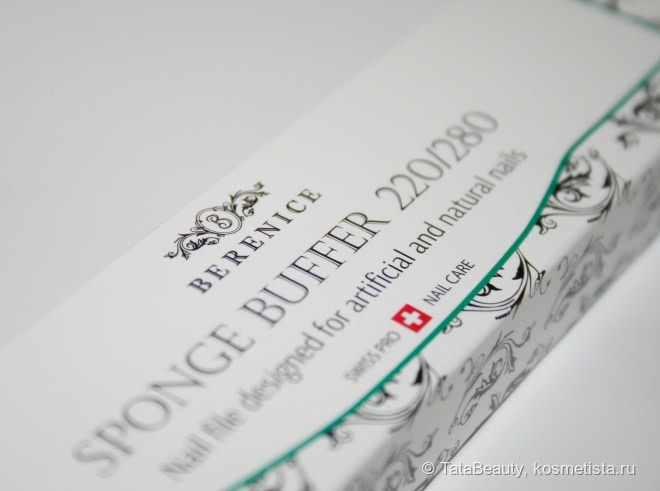 B
BERENICE
SPONGE BUFFER 220/280
Nail file designed for artificial and natural nails
SWISS PRO NAIL CARE
© TataBeauty, kosmetista.ru